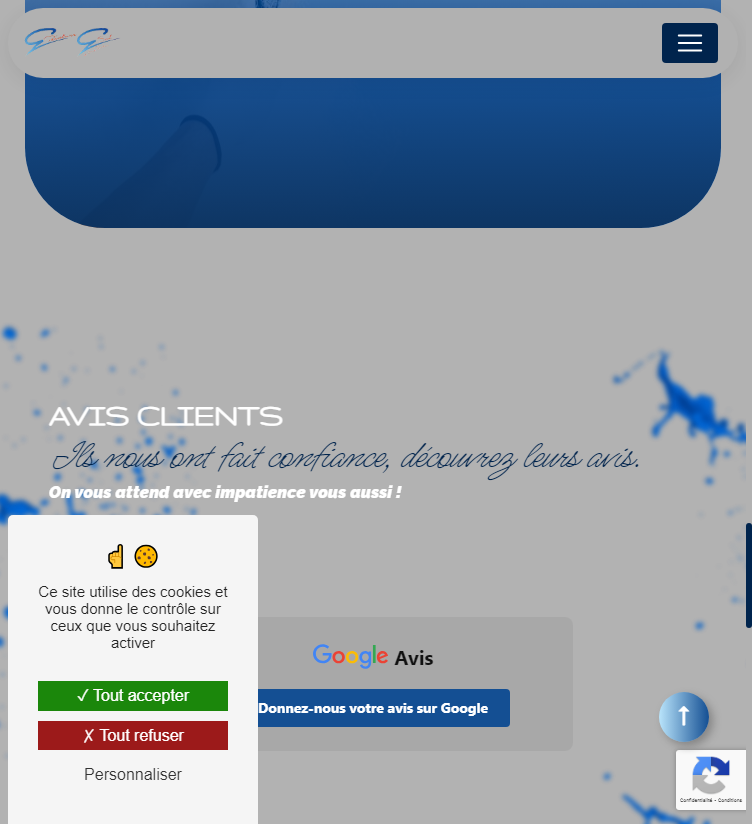 AVIS CLIENTS
Ils nous ont fait confiance, découvrez leurs avis.
On vous attend avec impatience vous aussi !
☝️🍪
Ce site utilise des cookies et
vous donne le contrôle sur
ceux que vous souhaitez
activer
✓ Tout accepter
✗ Tout refuser
Personnaliser
Google Avis
Donnez-nous votre avis sur Google
↑
Confidentialité - Conditions